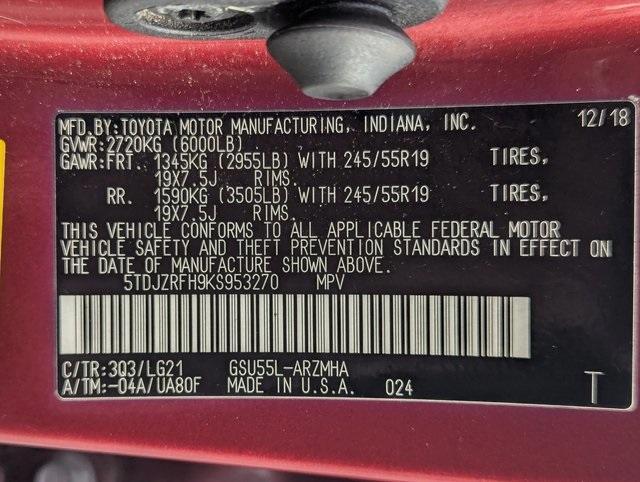 MFD.BY:TOYOTA MOTOR MANUFACTURING, INDIANA, INC. 12/18
GVWR:2720KG (6000LB)
GAWR:FRT. 1345KG (2955LB) WITH 245/55R19 TIRES,
19X7.5J RIMS.
RR. 1590KG (3505LB) WITH 245/55R19 TIRES,
19X7.5J RIMS.
THIS VEHICLE CONFORMS TO ALL APPLICABLE FEDERAL MOTOR
VEHICLE SAFETY AND THEFT PREVENTION STANDARDS IN EFFECT ON
THE DATE OF MANUFACTURE SHOWN ABOVE.
5TDJZRFH9KS953270 MPV
C/TR:3Q3/LG21 GSU55L-ARZMHA
A/TM:-04A/UA80F MADE IN U.S.A. 024 T